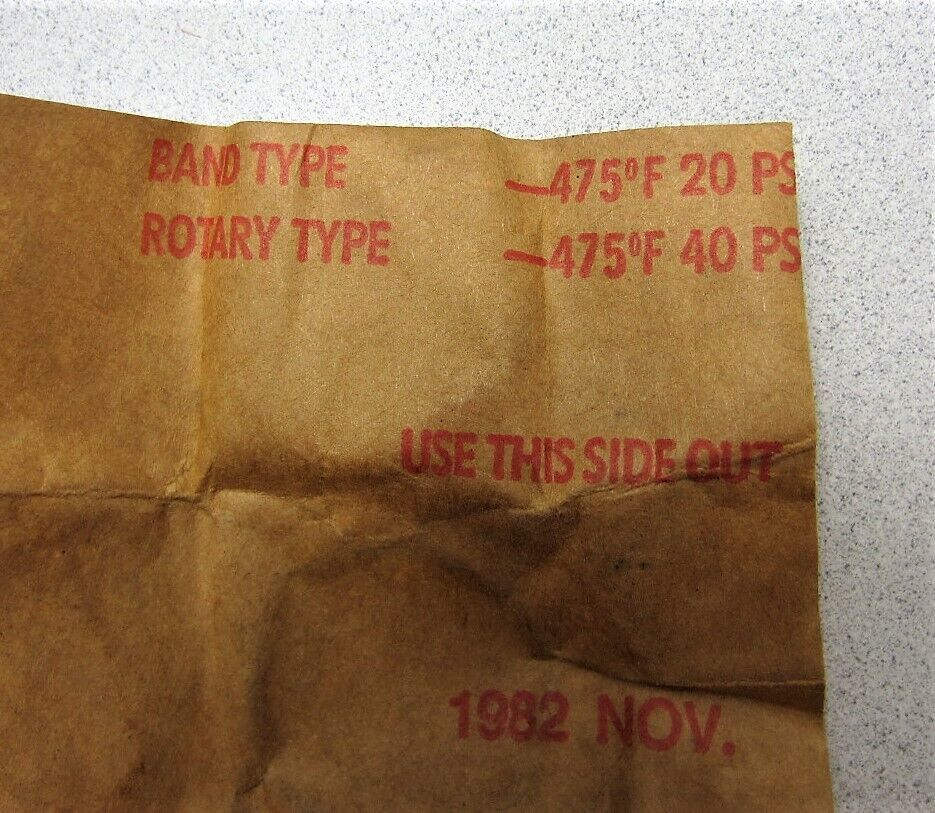 BAND TYPE —475°F 20 PS
ROTARY TYPE —475°F 40 PS
USE THIS SIDE OUT
1982 NOV.